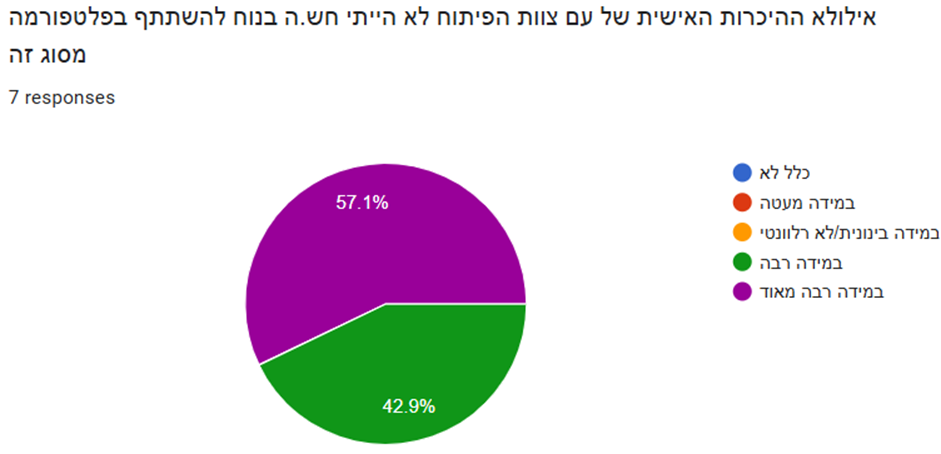 אילולא ההיכרות האישית של עם צוות הפיתוח לא הייתי חש.ה בנוח להשתתף בפלטפורמה
מסוג זה
7 responses
57.1%
42.9%
כלל לא
במידה מעטה
במידה בינונית/לא רלוונטי
במידה רבה
במידה רבה מאוד